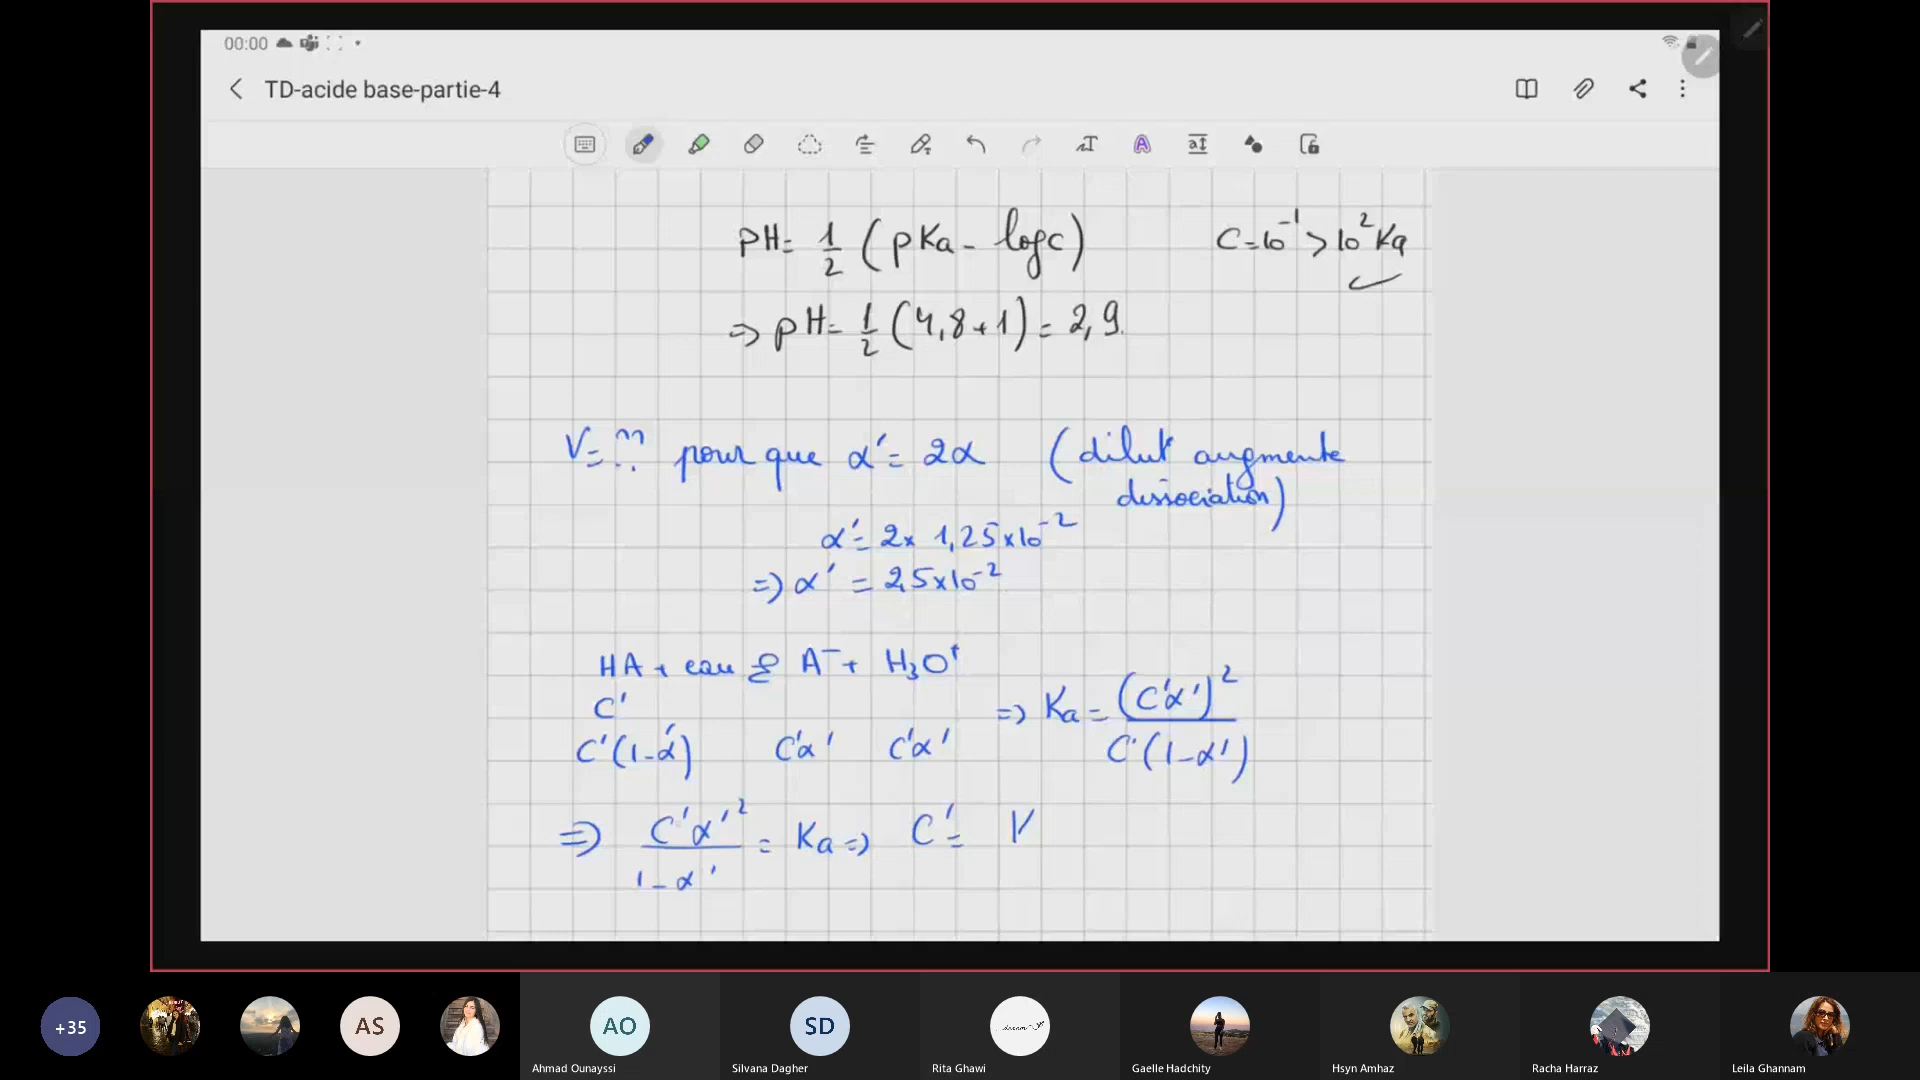 00:00
TD-acide base-partie-4
pH = 1/2 (pKa - logc)
C = 10⁻¹ > 10² Ka
=> pH = 1/2 (4,8 + 1) = 2,9.
V = ?? pour que α' = 2α (dilut° augmente
dissociation)
α' = 2 x 1,25 x 10⁻²
=> α' = 2,5 x 10⁻²
HA + eau ⇌ A⁻ + H₃O⁺
C'
C'(1-α') C'α' C'α'
=> Ka = (C'α')² / C'(1-α')
=> C'α'² / 1-α' = Ka => C' =
+35
AS
AO
SD
dream
Ahmad Ounayssi
Silvana Dagher
Rita Ghawi
Gaelle Hadchity
Hsyn Amhaz
Racha Harraz
Leila Ghannam